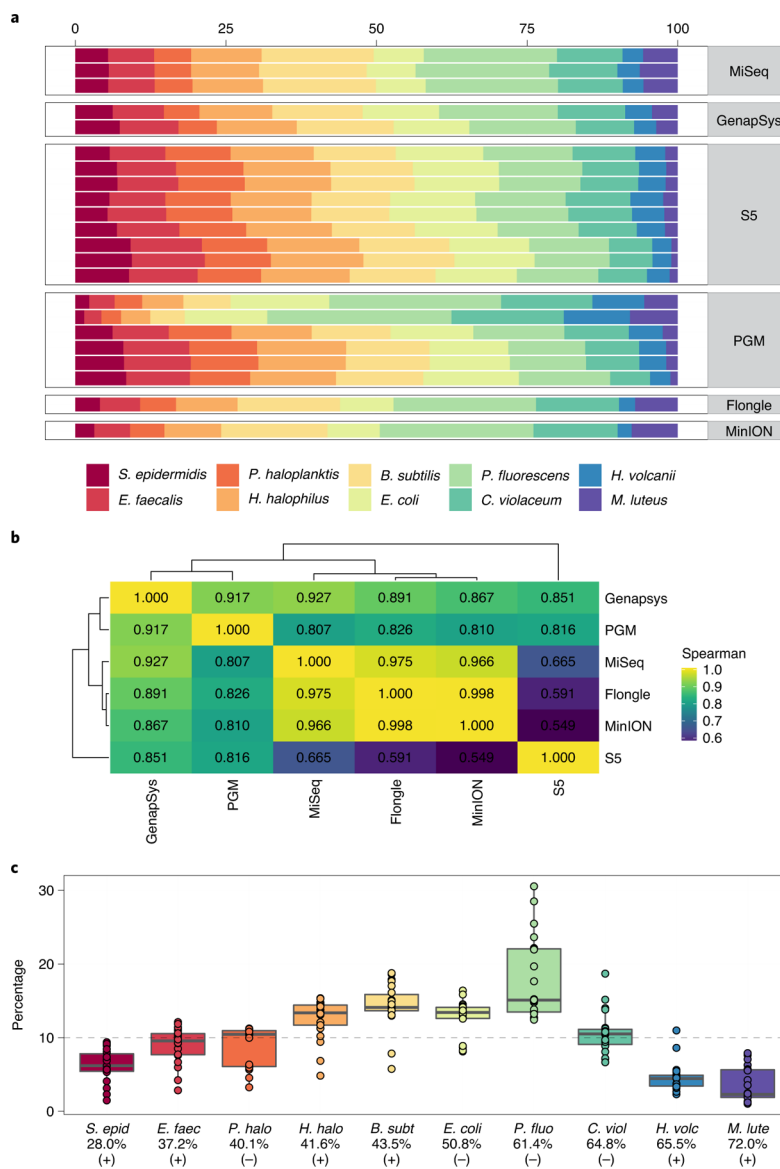 a
0 25 50 75 100
MiSeq
GenapSys
S5
PGM
Flongle
MinION
S. epidermidis P. haloplanktis B. subtilis P. fluorescens H. volcanii
E. faecalis H. halophilus E. coli C. violaceum M. luteus
b
1.000 0.917 0.927 0.891 0.867 0.851 Genapsys
0.917 1.000 0.807 0.826 0.810 0.816 PGM
0.927 0.807 1.000 0.975 0.966 0.665 MiSeq
0.891 0.826 0.975 1.000 0.998 0.591 Flongle
0.867 0.810 0.966 0.998 1.000 0.549 MinION
0.851 0.816 0.665 0.591 0.549 1.000 S5
GenapSys PGM MiSeq Flongle MinION S5
Spearman
1.0
0.9
0.8
0.7
0.6
c
Percentage
30
20
10
0
S. epid E. faec P. halo H. halo B. subt E. coli P. fluo C. viol H. volc M. lute
28.0% 37.2% 40.1% 41.6% 43.5% 50.8% 61.4% 64.8% 65.5% 72.0%
(+) (+) (–) (+) (+) (–) (–) (–) (+) (+)